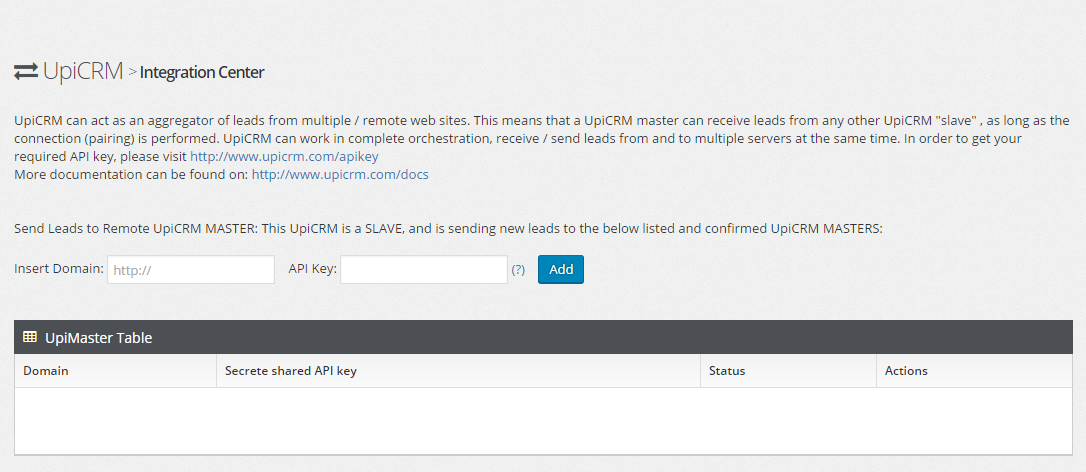 UpiCRM > Integration Center
UpiCRM can act as an aggregator of leads from multiple / remote web sites. This means that a UpiCRM master can receive leads from any other UpiCRM "slave" , as long as the
connection (pairing) is performed. UpiCRM can work in complete orchestration, receive / send leads from and to multiple servers at the same time. In order to get your
required API key, please visit http://www.upicrm.com/apikey
More documentation can be found on: http://www.upicrm.com/docs
Send Leads to Remote UpiCRM MASTER: This UpiCRM is a SLAVE, and is sending new leads to the below listed and confirmed UpiCRM MASTERS:
Insert Domain: http:// API Key: (?) Add
UpiMaster Table
Domain Secrete shared API key Status Actions